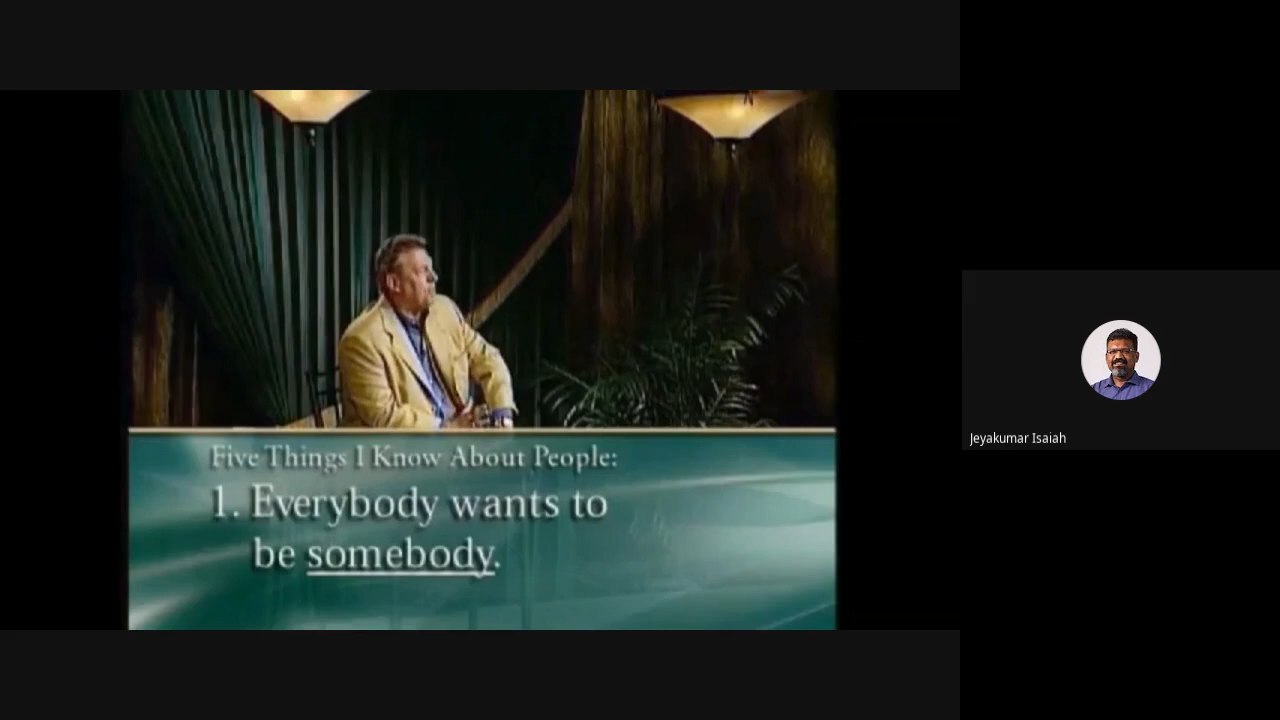 Five Things I Know About People:
1. Everybody wants to
be somebody.
Jeyakumar Isaiah